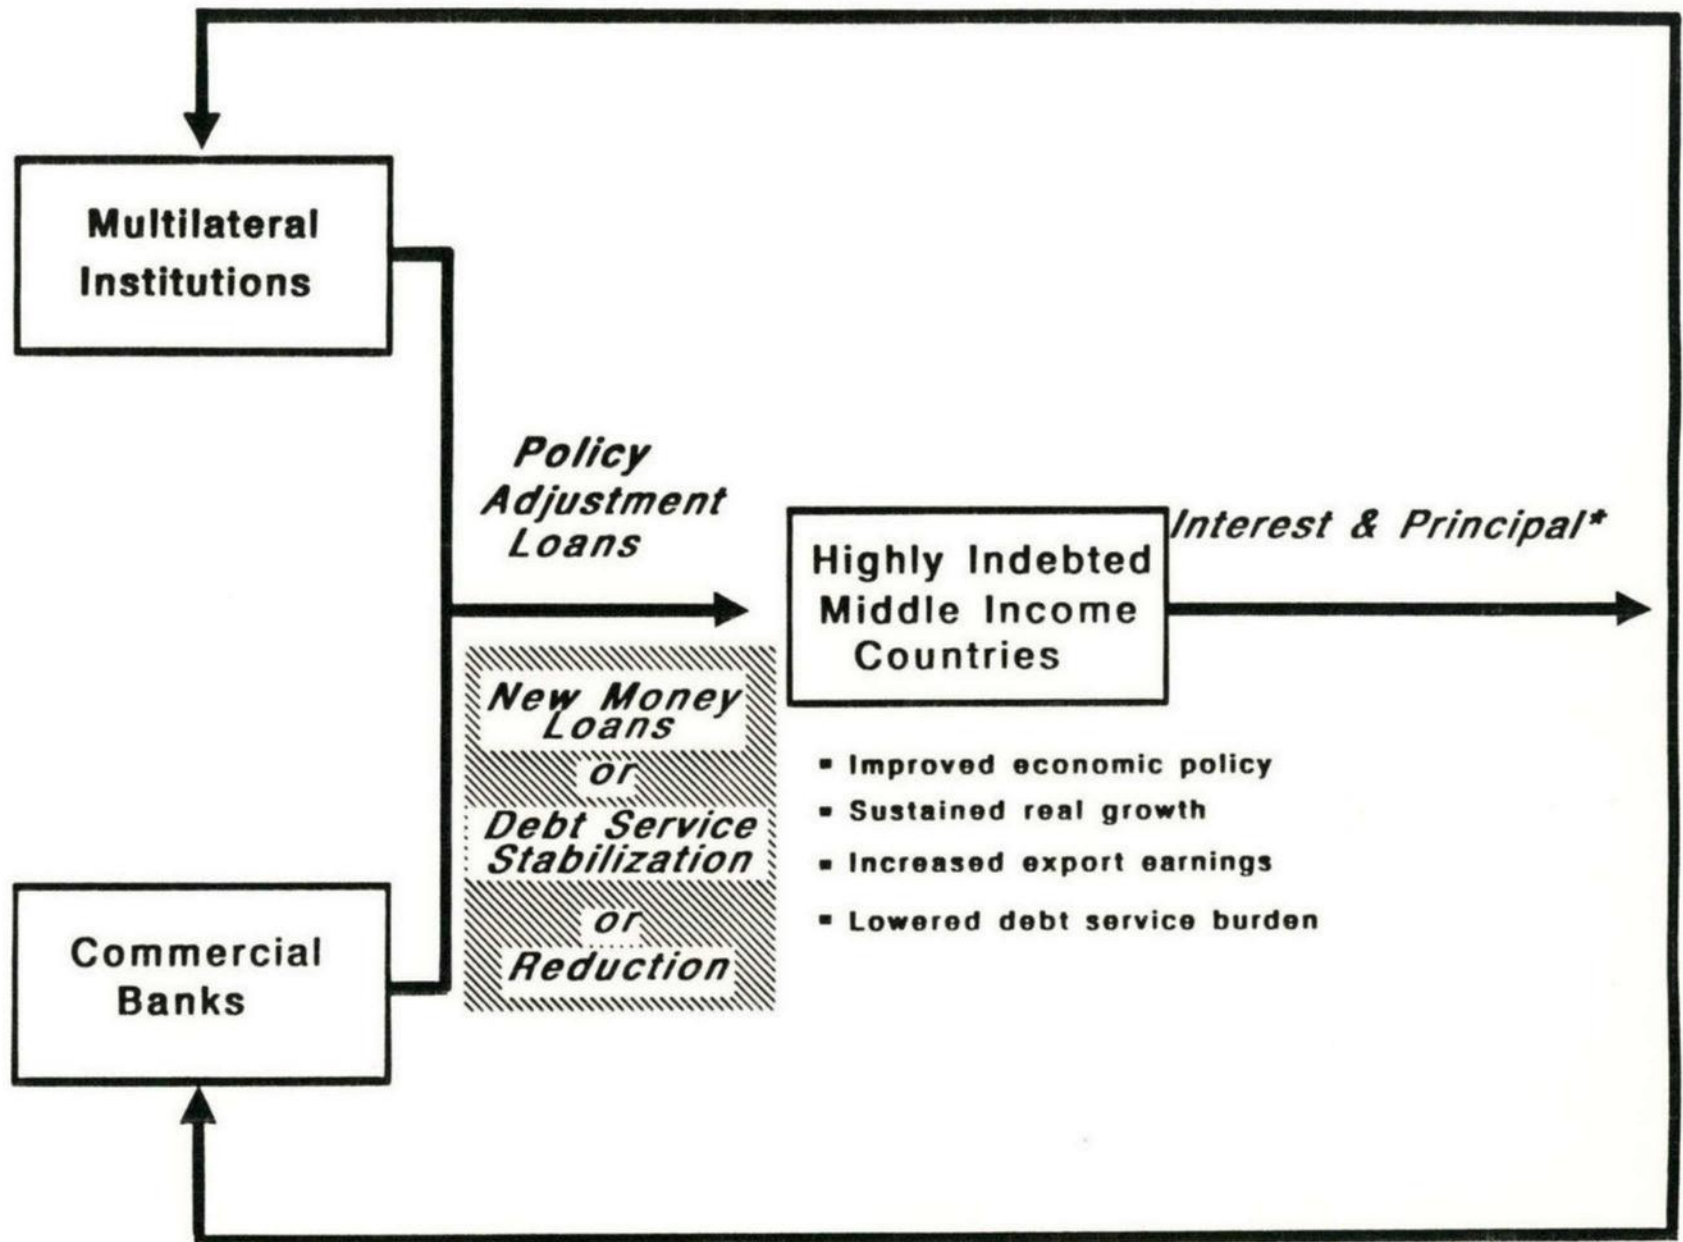 Multilateral
Institutions
Policy
Adjustment
Loans
Highly Indebted
Middle Income
Countries
Interest & Principal*
New Money
Loans
or
Debt Service
Stabilization
or
Reduction
▪ Improved economic policy
▪ Sustained real growth
▪ Increased export earnings
▪ Lowered debt service burden
Commercial
Banks